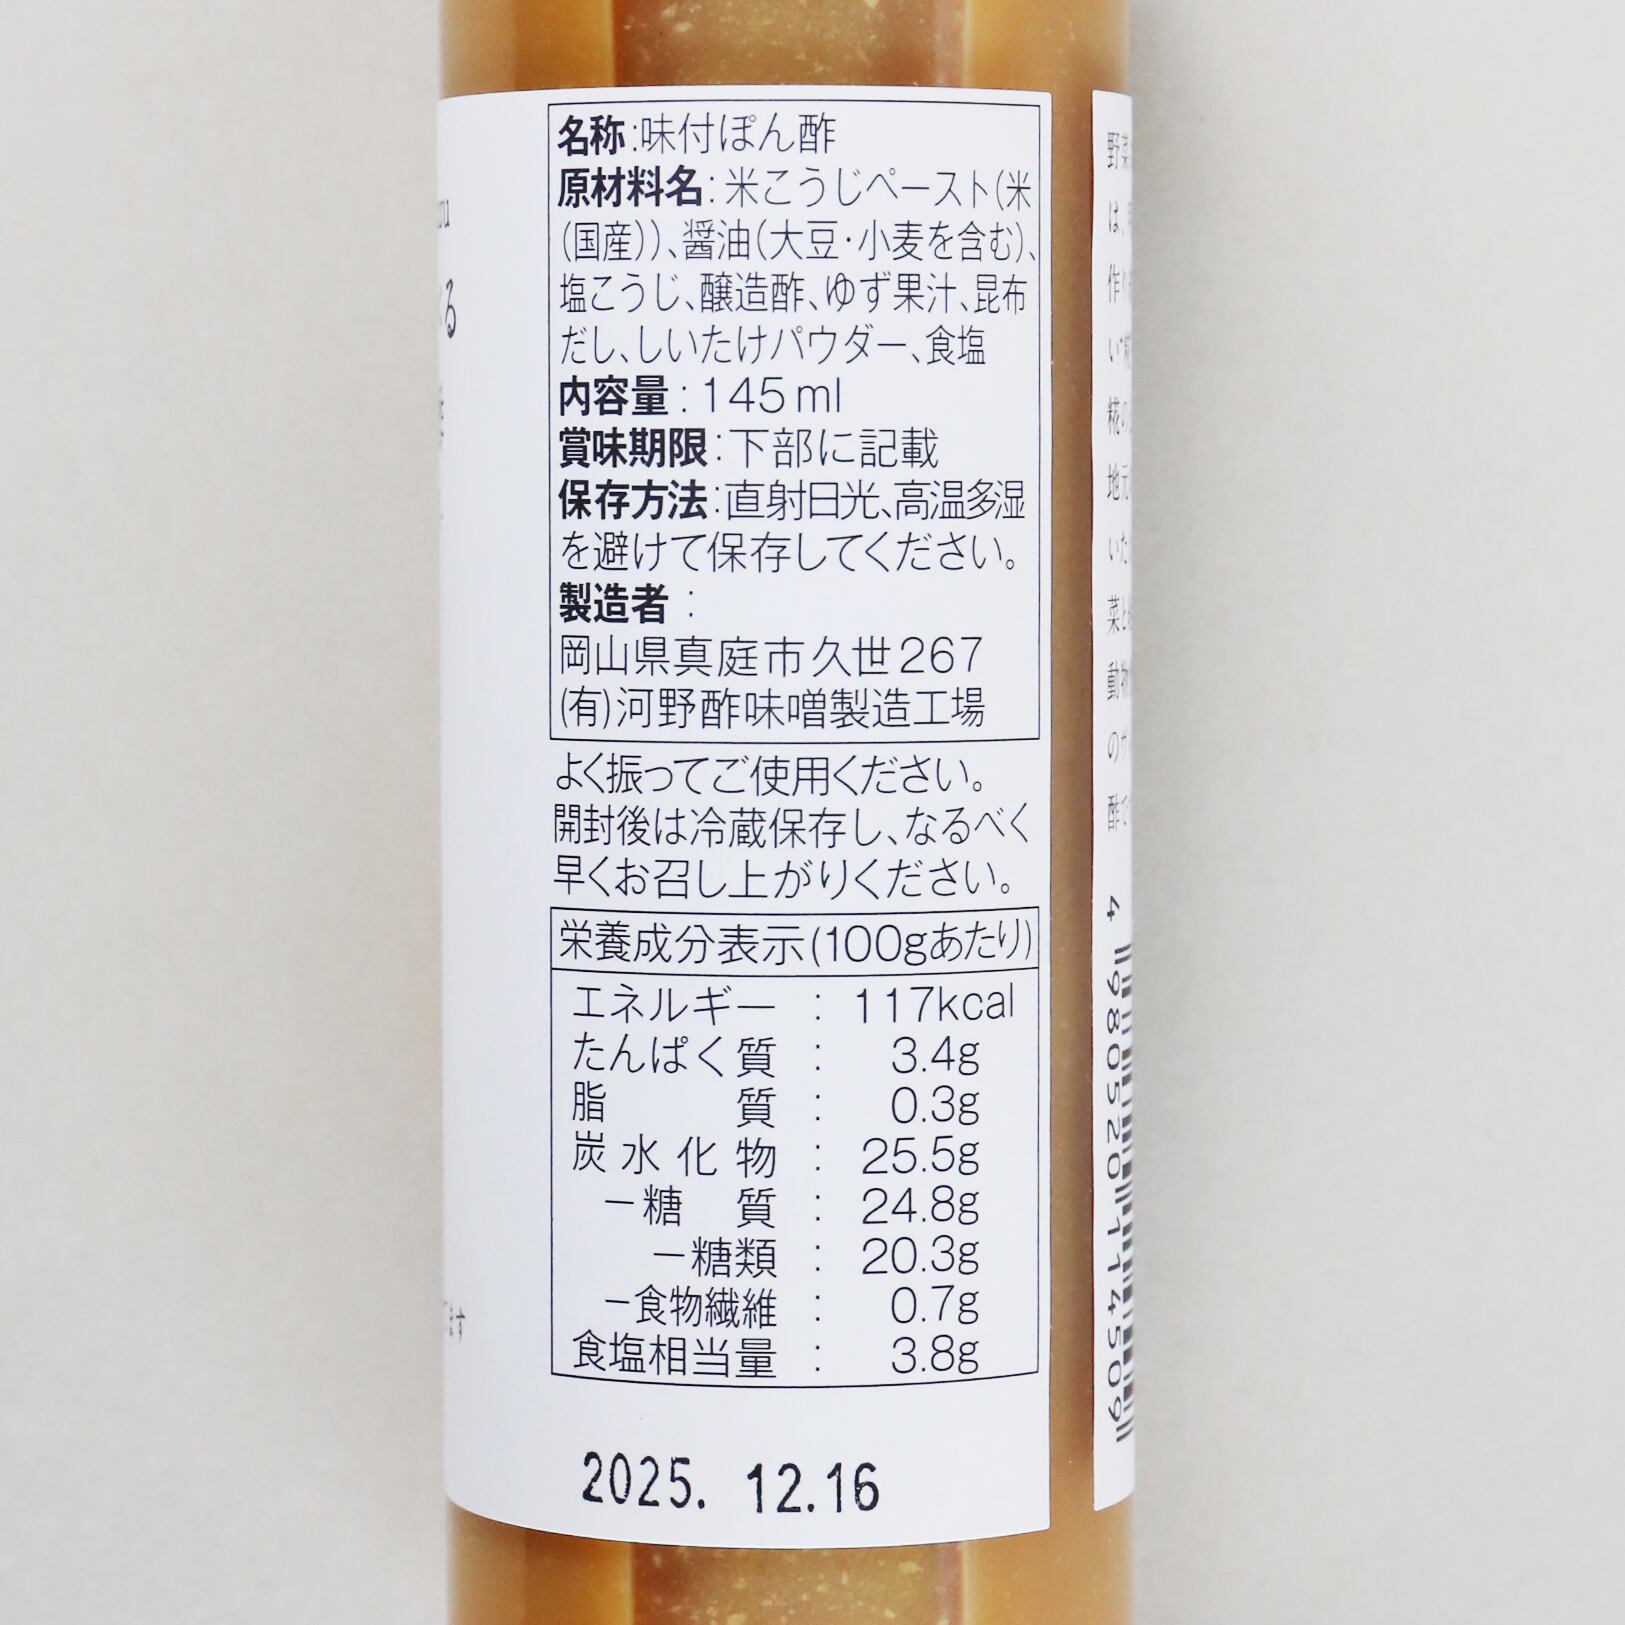 名称:味付ぽん酢
原材料名:米こうじペースト(米
(国産))、醤油(大豆・小麦を含む)、
塩こうじ、醸造酢、ゆず果汁、昆布
だし、しいたけパウダー、食塩
内容量:145ml
賞味期限:下部に記載
保存方法:直射日光、高温多湿
を避けて保存してください。
製造者:
岡山県真庭市久世267
(有)河野酢味噌製造工場
よく振ってご使用ください。
開封後は冷蔵保存し、なるべく
早くお召し上がりください。
栄養成分表示(100gあたり)
エネルギー : 117kcal
たんぱく質 : 3.4g
脂質 : 0.3g
炭水化物 : 25.5g
－糖質 : 24.8g
－糖類 : 20.3g
－食物繊維 : 0.7g
食塩相当量 : 3.8g
2025. 12.16
4 980520 114509